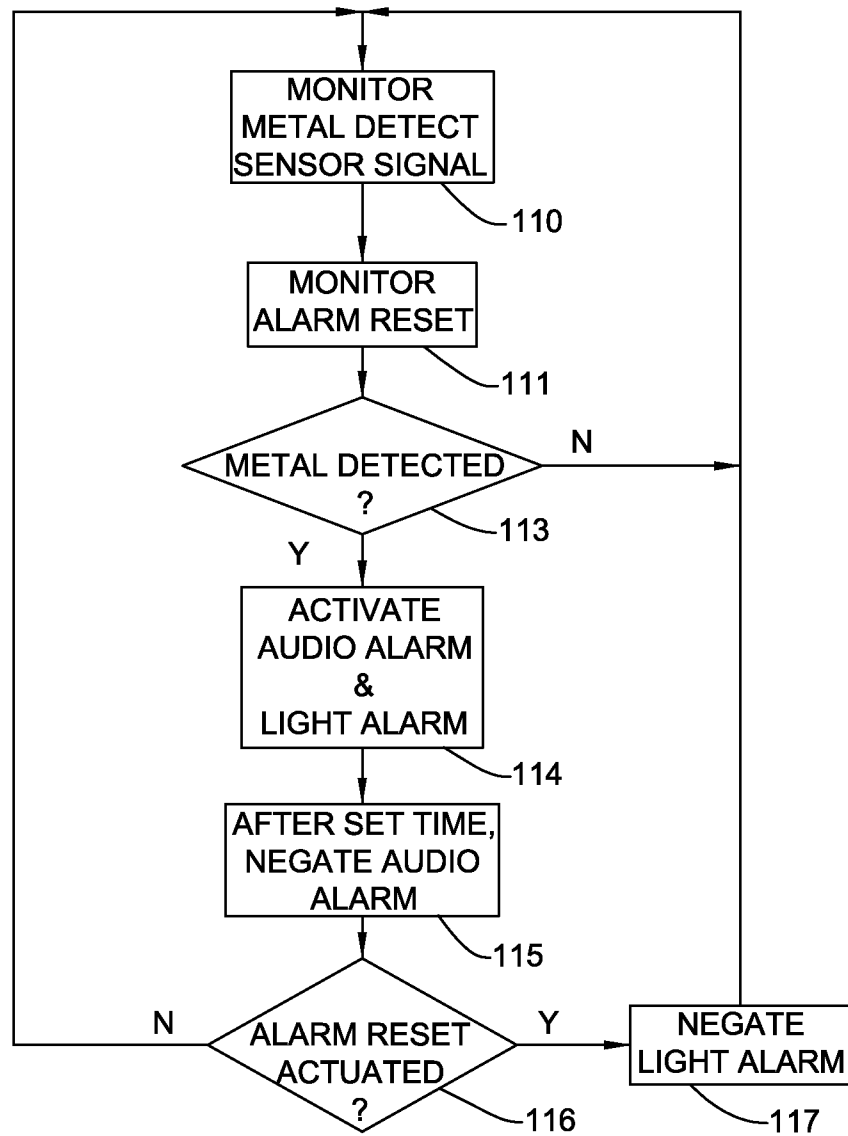 MONITOR
METAL DETECT
SENSOR SIGNAL
110
MONITOR
ALARM RESET
111
METAL DETECTED
?
N
113
Y
ACTIVATE
AUDIO ALARM
&
LIGHT ALARM
114
AFTER SET TIME,
NEGATE AUDIO
ALARM
115
N
ALARM RESET
ACTUATED
?
Y
116
NEGATE
LIGHT ALARM
117